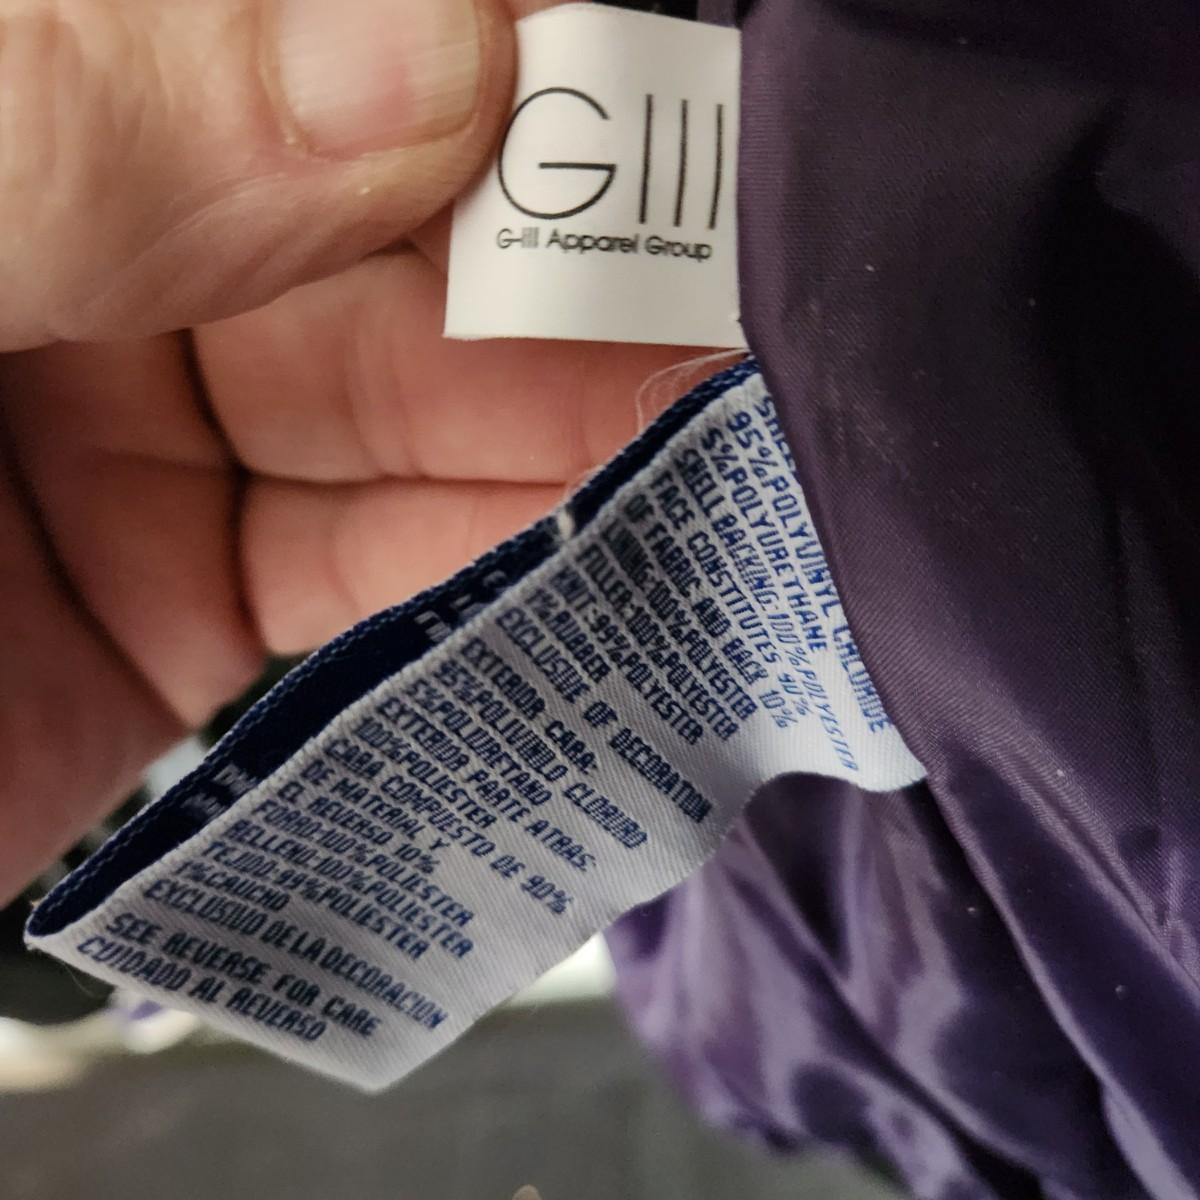 GIII
G-III Apparel Group
95%POLYVINYL CHLORIDE
5%POLYURETHANE
SHELL BACKING:100%POLYESTER
FACE CONSTITUTES 90%
OF FABRIC AND BACK 10%
LINING:100%POLYESTER
FILLER:100%POLYESTER
KNIT:99%POLYESTER
1%RUBBER
EXCLUSIVE OF DECORATION
EXTERIOR CARA:
95%POLIVINILO CLORURO
5%POLIURETANO
EXTERIOR PARTE ATRAS:
100%POLIESTER
CARA COMPUESTO DE 90%
DE MATERIAL Y
EL REVERSO 10%
FORRO:100%POLIESTER
RELLENO:100%POLIESTER
TEJIDO:99%POLIESTER
1%CAUCHO
EXCLUSIVO DE LA DECORACION
SEE REVERSE FOR CARE
CUIDADO AL REVERSO